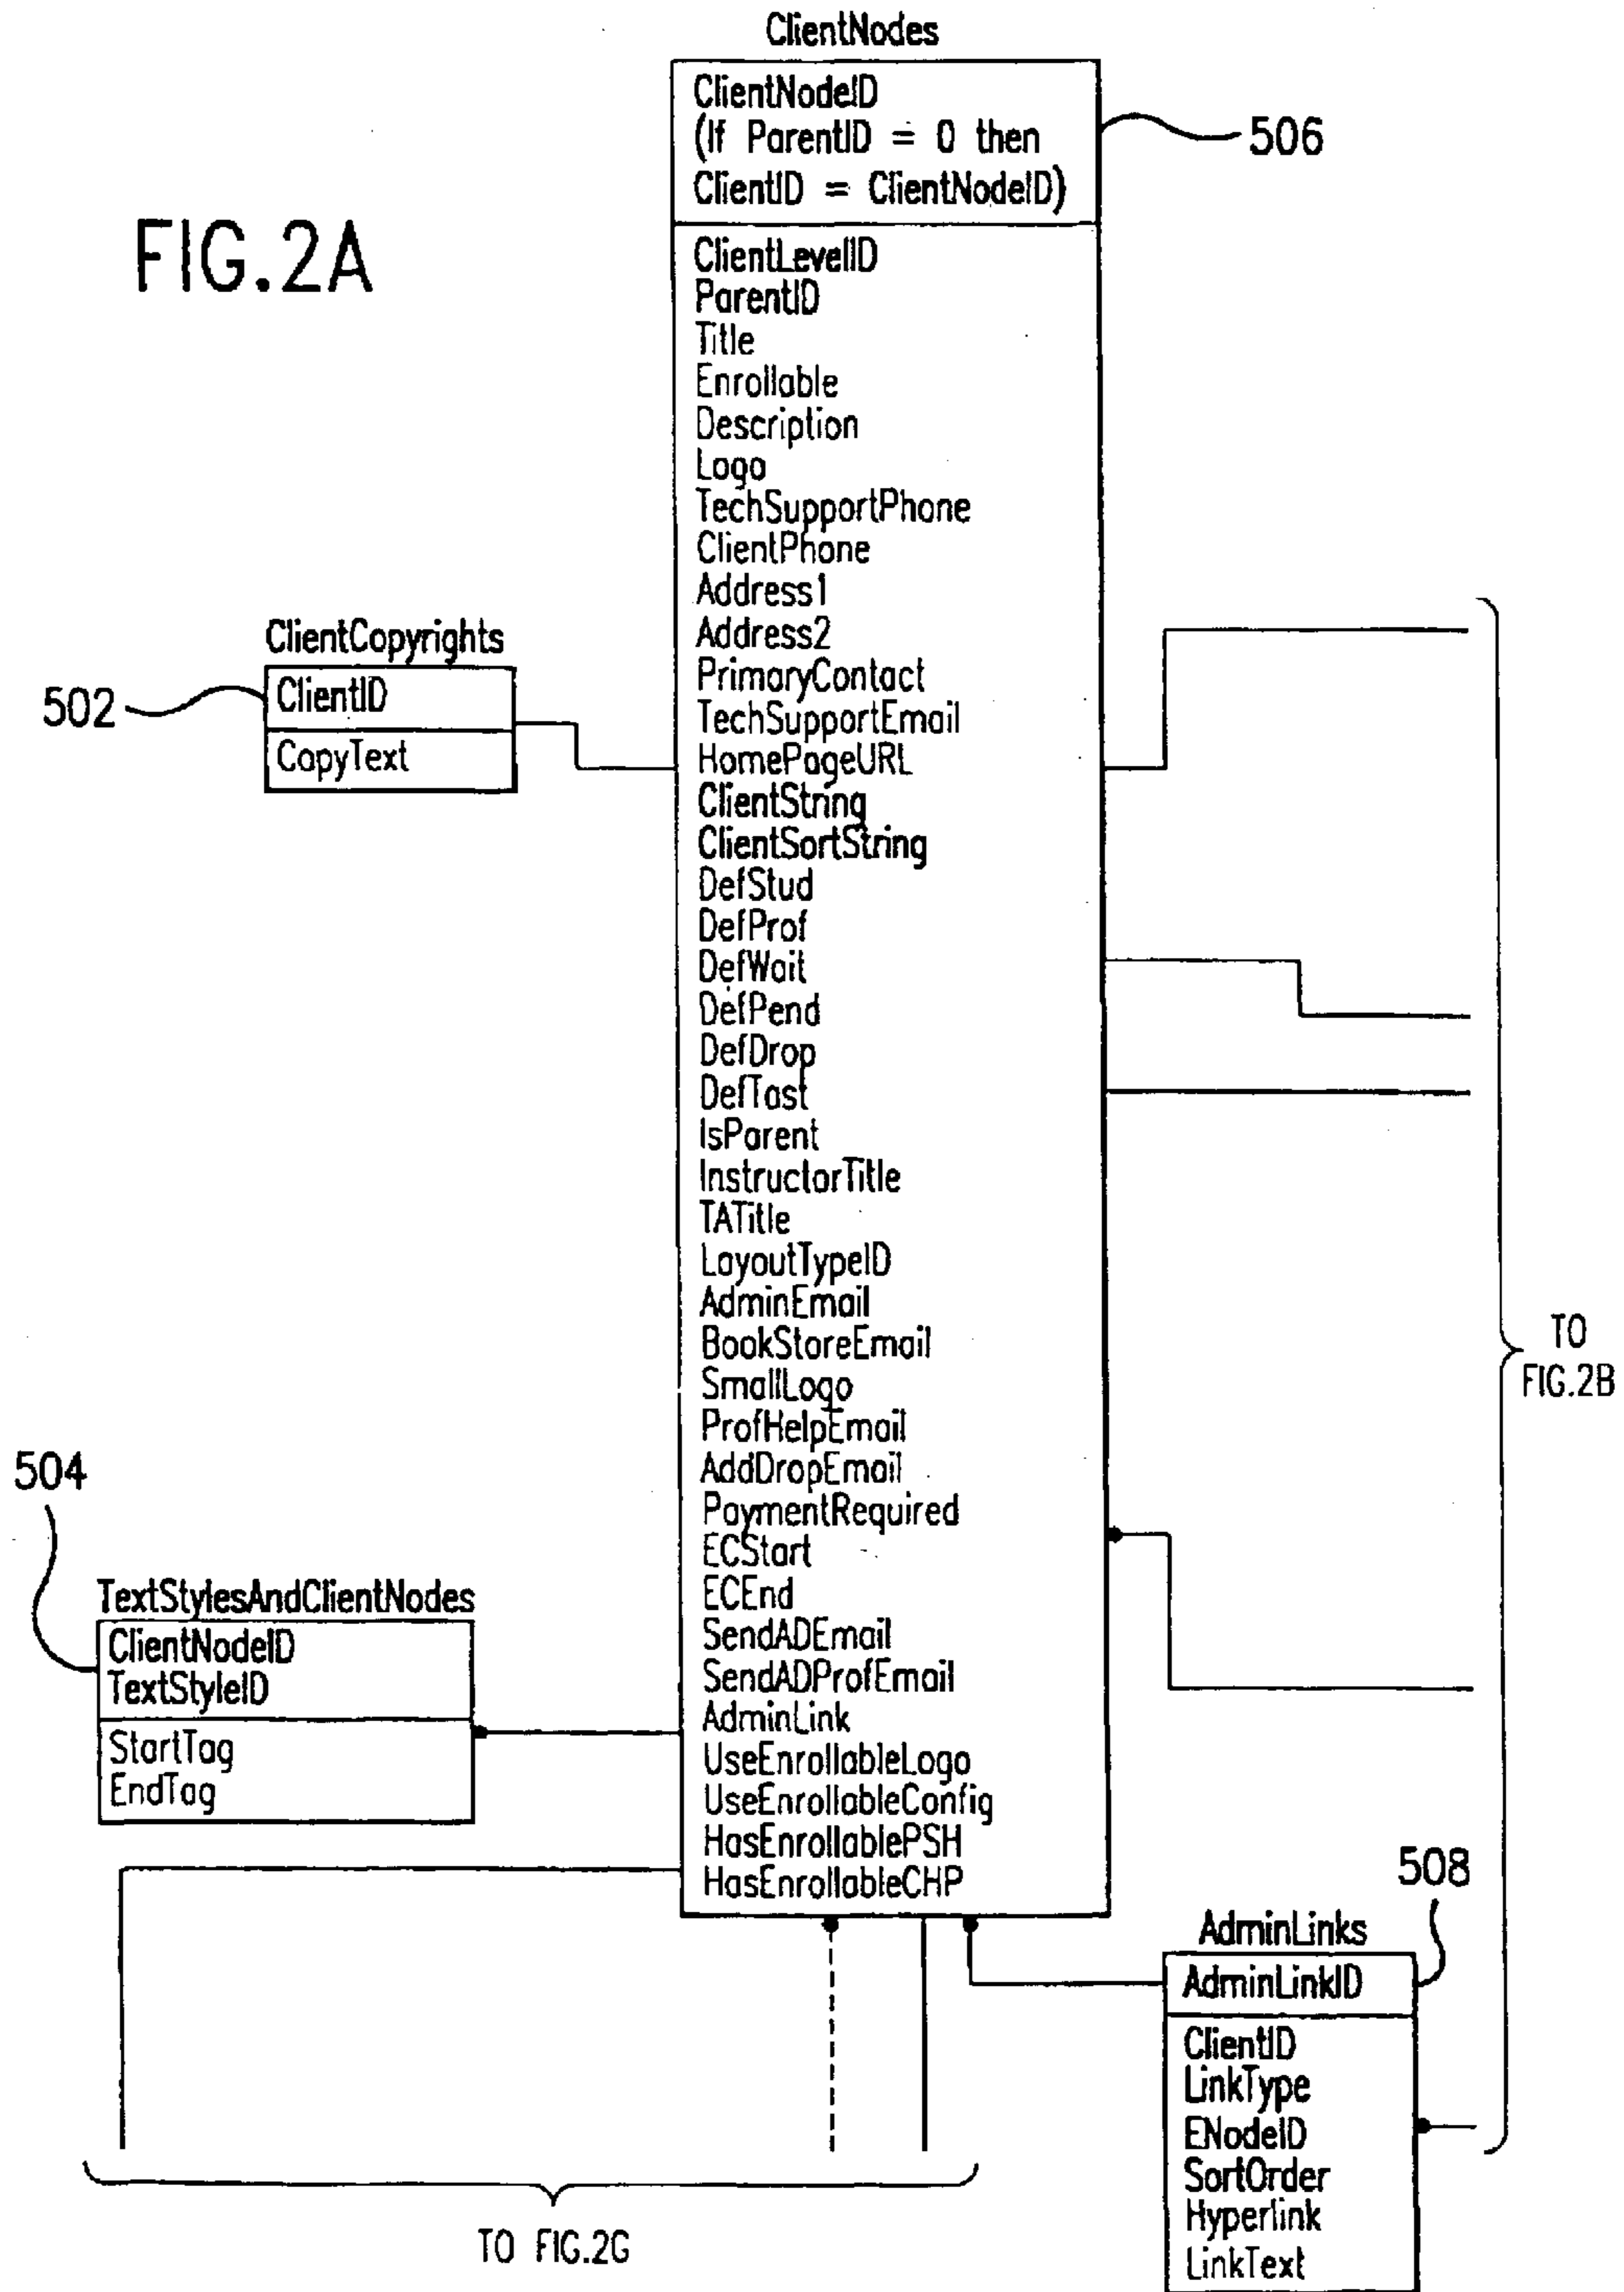 ClientNodes
ClientNodeID
(If ParentID = 0 then
ClientID = ClientNodeID)
506
FIG.2A
ClientLevelID
ParentID
Title
Enrollable
Description
Logo
TechSupportPhone
ClientPhone
Address1
Address2
PrimaryContact
TechSupportEmail
HomePageURL
ClientString
ClientSortString
DefStud
DefProf
DefWait
DefPend
DefDrop
DefTast
IsParent
InstructorTitle
TATitle
LayoutTypeID
AdminEmail
BookStoreEmail
SmallLogo
ProfHelpEmail
AddDropEmail
PaymentRequired
ECStart
ECEnd
SendADEmail
SendADProfEmail
AdminLink
UseEnrollableLogo
UseEnrollableConfig
HasEnrollablePSH
HasEnrollableCHP
ClientCopyrights
502
ClientID
CopyText
504
TextStylesAndClientNodes
ClientNodeID
TextStyleID
StartTag
EndTag
TO
FIG.2B
508
AdminLinks
AdminLinkID
ClientID
LinkType
ENodeID
SortOrder
Hyperlink
LinkText
TO FIG.2G